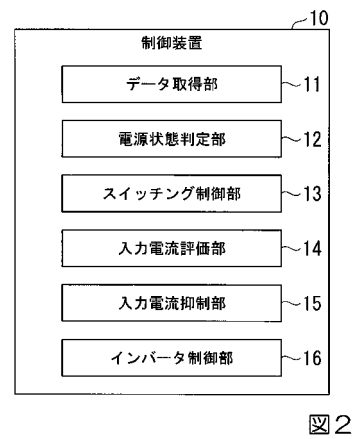 10
制御装置
データ取得部 11
電源状態判定部 12
スイッチング制御部 13
入力電流評価部 14
入力電流抑制部 15
インバータ制御部 16
図2